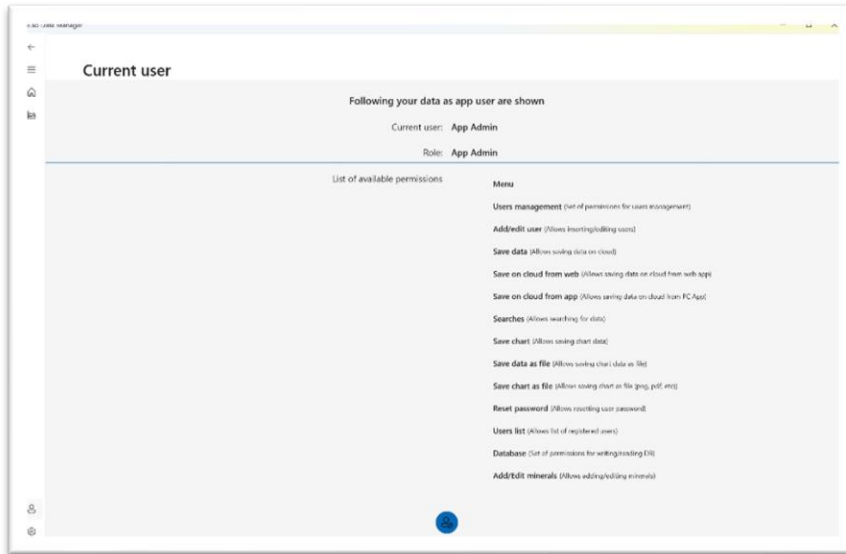 Data Manager
Current user
Following your data as app user are shown
Current user: App Admin
Role: App Admin
List of available permissions
Menu
Users management (Set of permissions for users management)
Add/edit user (Allows inserting/editing users)
Save data (Allows saving data on cloud)
Save on cloud from web (Allows saving data on cloud from web app)
Save on cloud from app (Allows saving data on cloud from PC App)
Searches (Allows searching for data)
Save chart (Allows saving chart data)
Save data as file (Allows saving chart data as file)
Save chart as file (Allows saving chart as file (png, pdf, etc))
Reset password (Allows resetting user password)
Users list (Allows list of registered users)
Database (Set of permissions for writing/reading DB)
Add/Edit minerals (Allows adding/editing minerals)